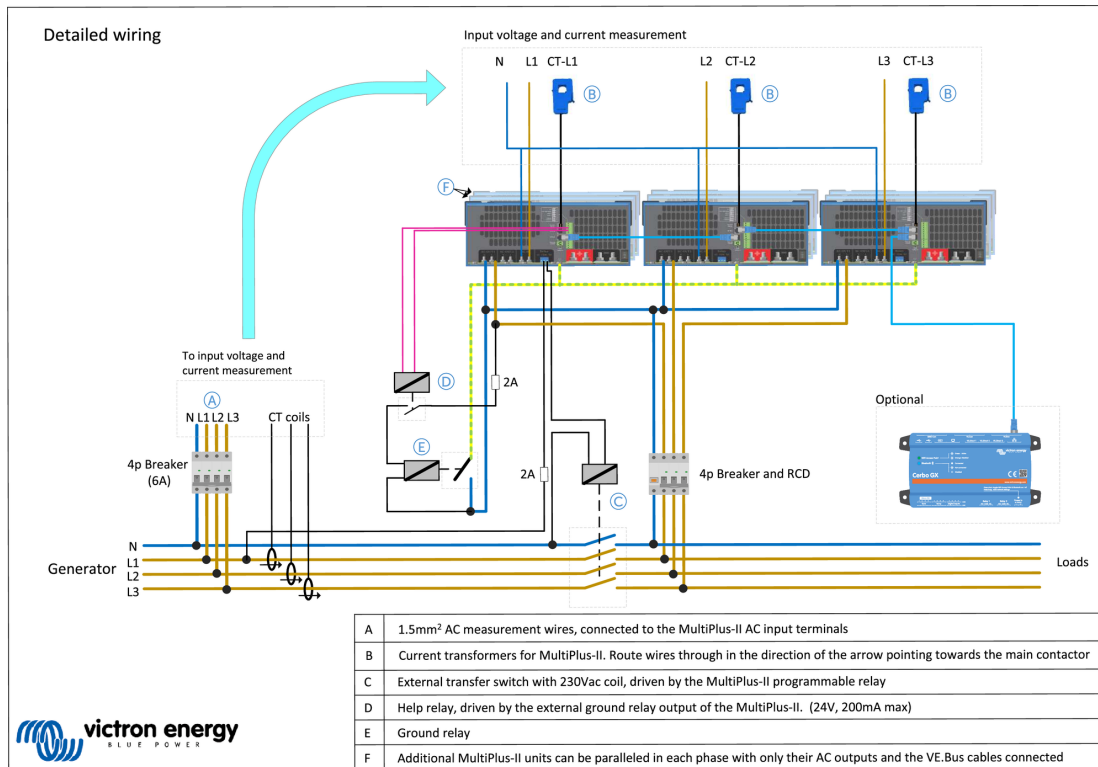 Detailed wiring
Input voltage and current measurement
N L1 CT-L1 L2 CT-L2 L3 CT-L3
B B B
F
To input voltage and
current measurement
A
N L1 L2 L3 CT coils
4p Breaker
(6A)
D
2A
E
2A
C
4p Breaker and RCD
Optional
victron energy
Cerbo GX
N
L1
L2
L3
Generator
Loads
A 1.5mm² AC measurement wires, connected to the MultiPlus-II AC input terminals
B Current transformers for MultiPlus-II. Route wires through in the direction of the arrow pointing towards the main contactor
C External transfer switch with 230Vac coil, driven by the MultiPlus-II programmable relay
D Help relay, driven by the external ground relay output of the MultiPlus-II. (24V, 200mA max)
E Ground relay
F Additional MultiPlus-II units can be paralleled in each phase with only their AC outputs and the VE.Bus cables connected
victron energy
BLUE POWER